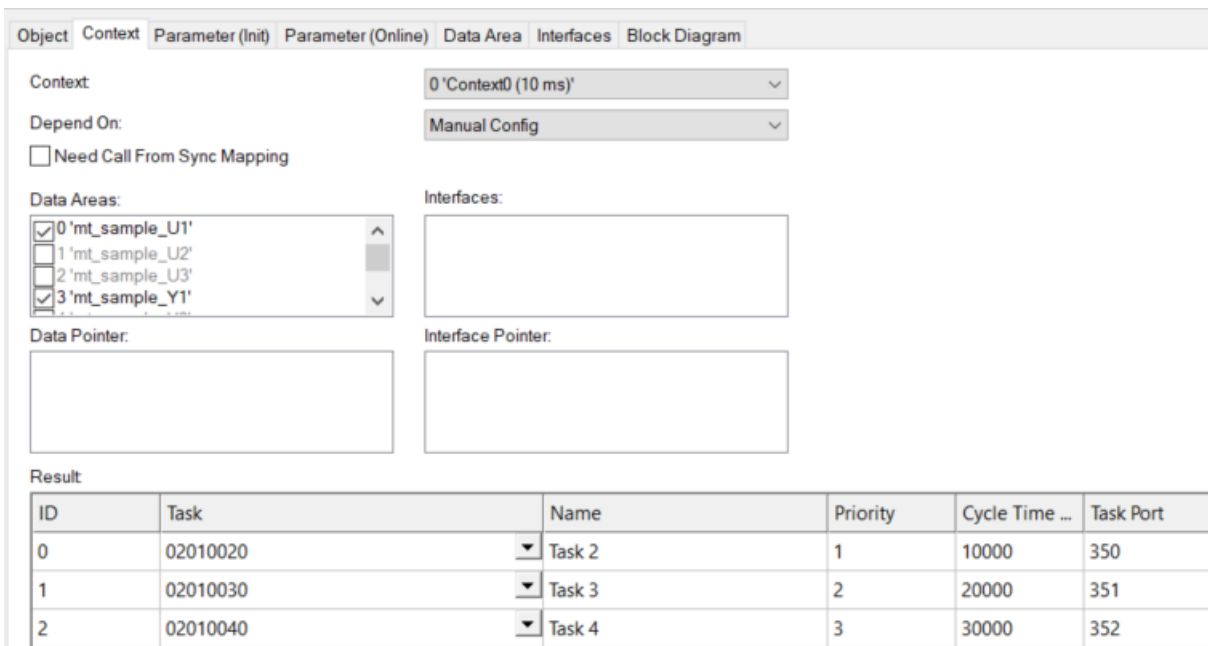 Object Context Parameter (Init) Parameter (Online) Data Area Interfaces Block Diagram
Context: 0 'Context0 (10 ms)'
Depend On: Manual Config
Need Call From Sync Mapping
Data Areas: Interfaces:
0 'mt_sample_U1'
1 'mt_sample_U2'
2 'mt_sample_U3'
3 'mt_sample_Y1'
Data Pointer: Interface Pointer:
Result:
ID Task Name Priority Cycle Time ... Task Port
0 02010020 Task 2 1 10000 350
1 02010030 Task 3 2 20000 351
2 02010040 Task 4 3 30000 352